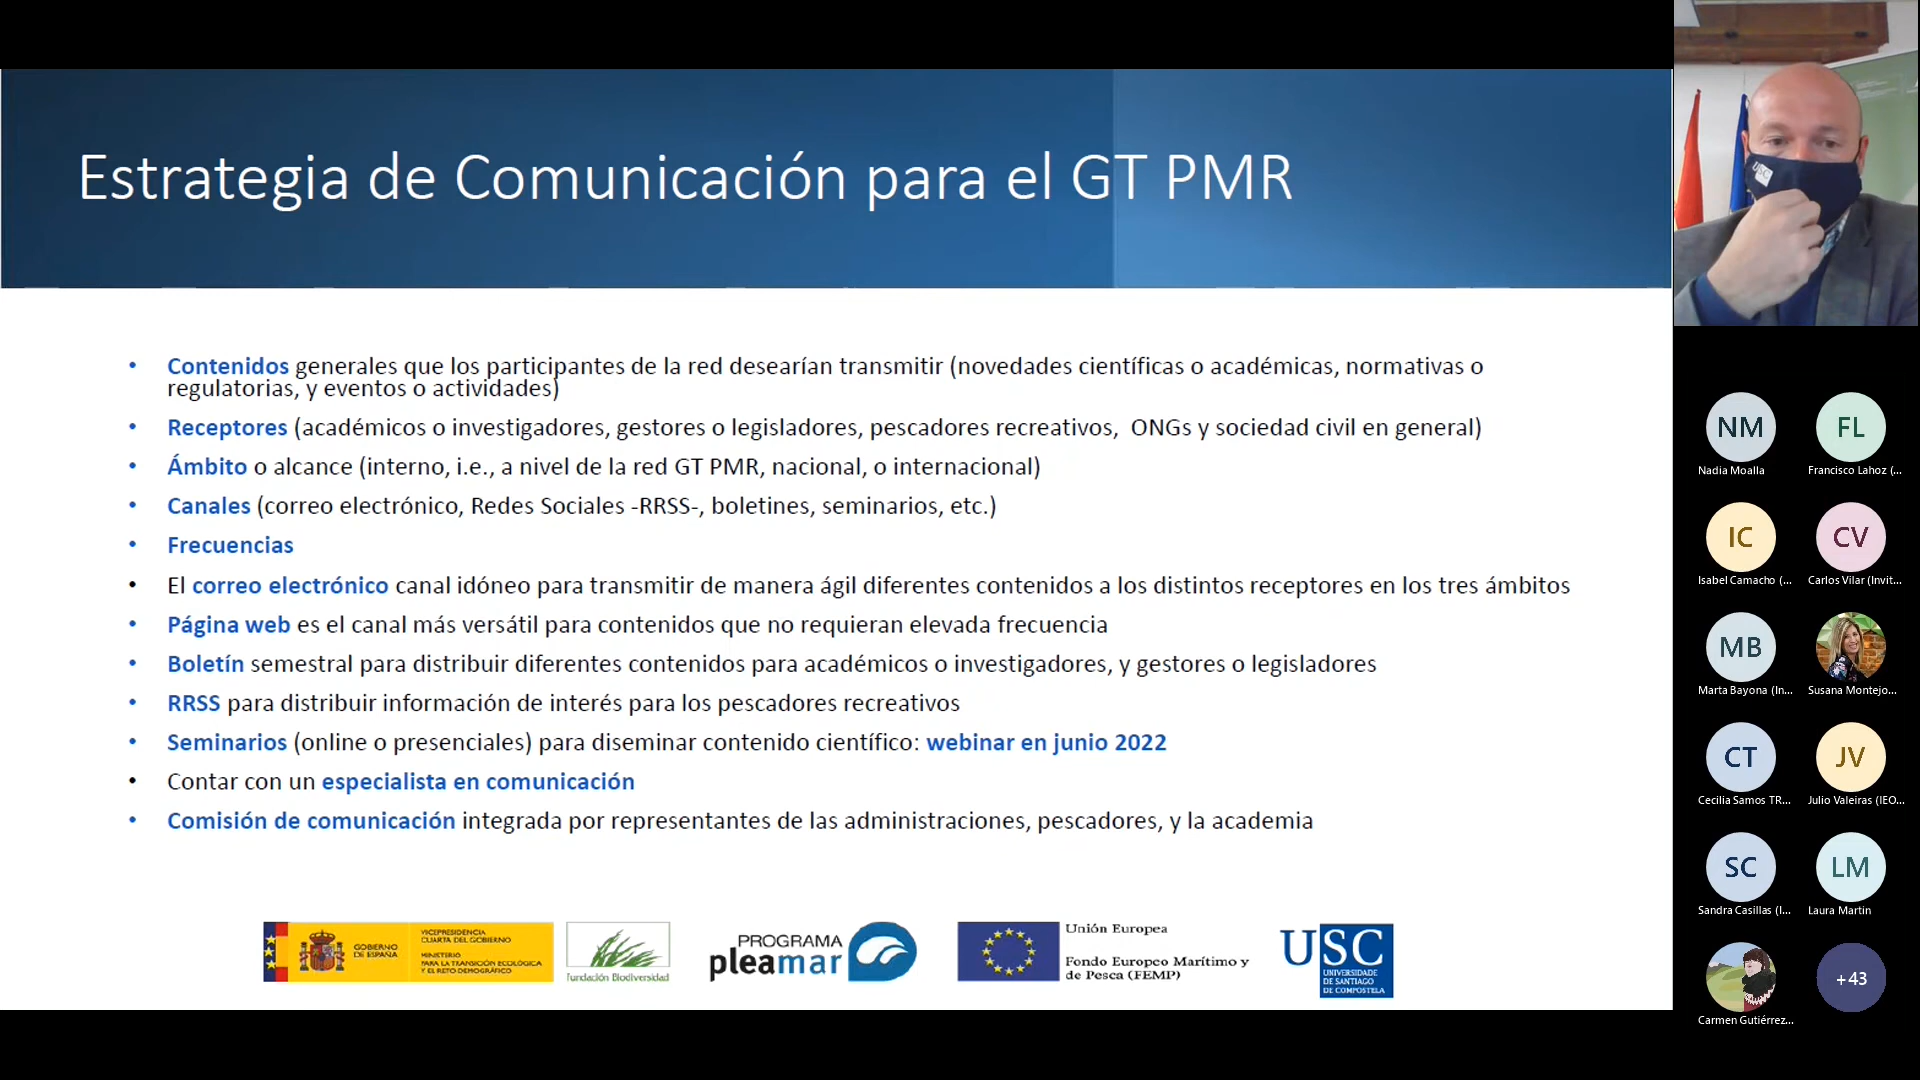 Estrategia de Comunicación para el GT PMR
• Contenidos generales que los participantes de la red desearían transmitir (novedades científicas o académicas, normativas o
regulatorias, y eventos o actividades)
• Receptores (académicos o investigadores, gestores o legisladores, pescadores recreativos, ONGs y sociedad civil en general)
• Ámbito o alcance (interno, i.e., a nivel de la red GT PMR, nacional, o internacional)
• Canales (correo electrónico, Redes Sociales -RRSS-, boletines, seminarios, etc.)
• Frecuencias
• El correo electrónico canal idóneo para transmitir de manera ágil diferentes contenidos a los distintos receptores en los tres ámbitos
• Página web es el canal más versátil para contenidos que no requieran elevada frecuencia
• Boletín semestral para distribuir diferentes contenidos para académicos o investigadores, y gestores o legisladores
• RRSS para distribuir información de interés para los pescadores recreativos
• Seminarios (online o presenciales) para diseminar contenido científico: webinar en junio 2022
• Contar con un especialista en comunicación
• Comisión de comunicación integrada por representantes de las administraciones, pescadores, y la academia
GOBIERNO
DE ESPAÑA
VICEPRESIDENCIA
CUARTA DEL GOBIERNO
MINISTERIO
PARA LA TRANSICIÓN ECOLÓGICA
Y EL RETO DEMOGRÁFICO
Fundación Biodiversidad
PROGRAMA
pleamar
Unión Europea
Fondo Europeo Marítimo y
de Pesca (FEMP)
USC
UNIVERSIDADE
DE SANTIAGO
DE COMPOSTELA
USC
NM
Nadia Moalla
FL
Francisco Lahoz (...
IC
Isabel Camacho (...
CV
Carlos Vilar (Invit...
MB
Marta Bayona (In...
Susana Montejo...
CT
Cecilia Samos TR...
JV
Julio Valeiras (IEO...
SC
Sandra Casillas (I...
LM
Laura Martin
Carmen Gutiérrez...
+43